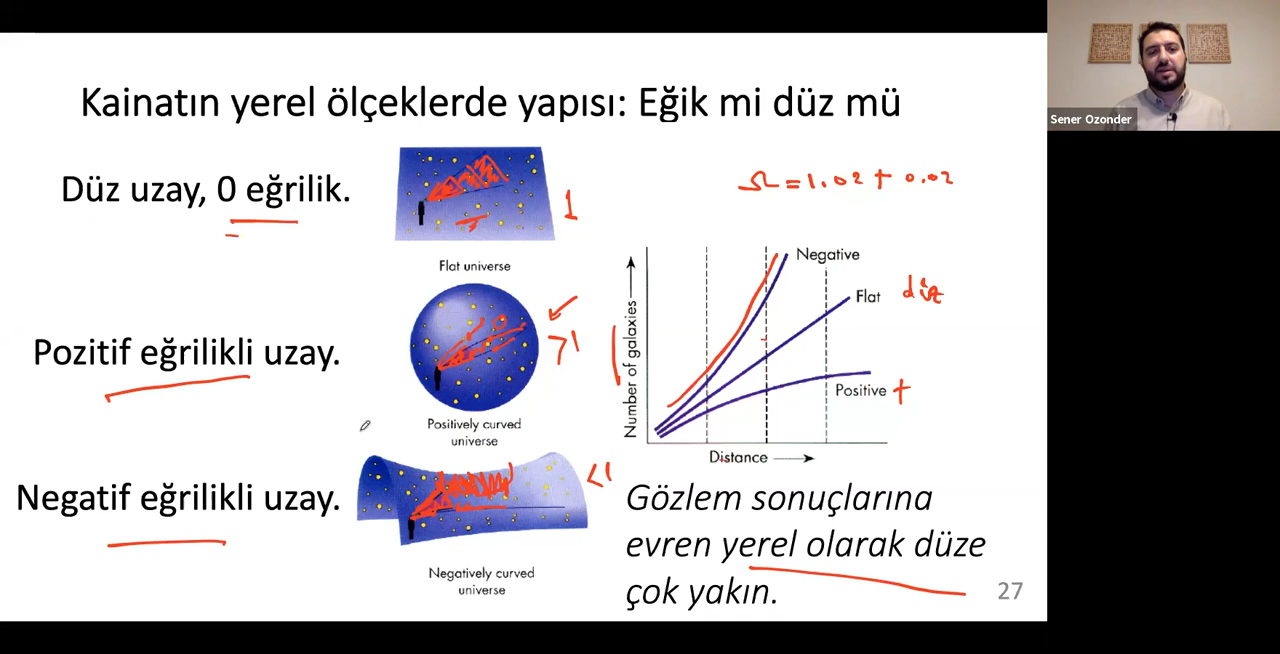 Kainatın yerel ölçeklerde yapısı: Eğik mi düz mü
Sener Ozonder
Düz uzay, 0 eğrilik.
1
Flat universe
Ω = 1.02 + 0.02
Pozitif eğrilikli uzay.
>1
Positively curved
universe
Negatif eğrilikli uzay.
<1
Negatively curved
universe
Number of galaxies
Negative
Flat
düz
Positive
+
Distance
Gözlem sonuçlarına
evren yerel olarak düze
çok yakın.
27